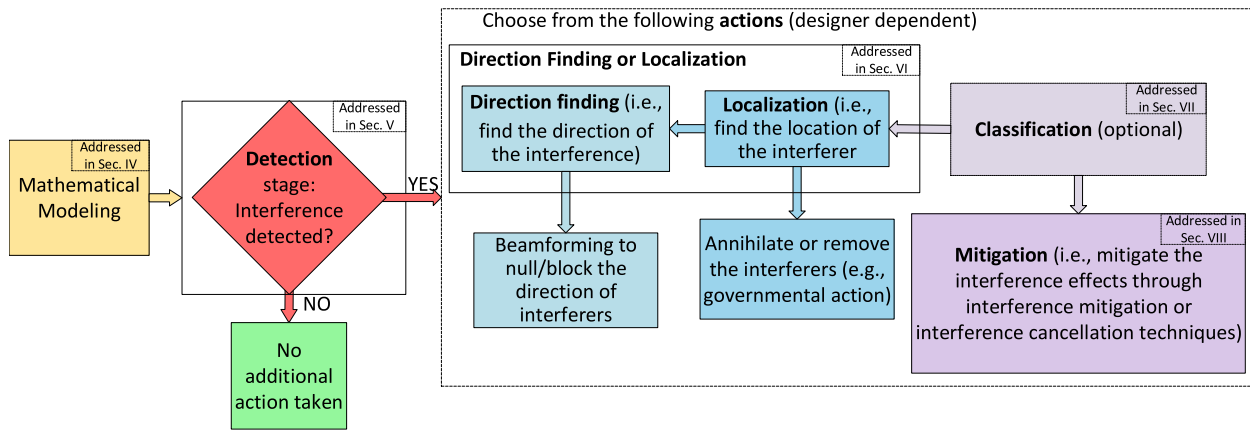 Choose from the following actions (designer dependent)
Addressed
in Sec. IV
Mathematical
Modeling
Addressed
in Sec. V
Detection
stage:
Interference
detected?
YES
NO
No
additional
action taken
Direction Finding or Localization
Addressed
in Sec. VI
Direction finding (i.e.,
find the direction of
the interference)
Localization (i.e.,
find the location of
the interferer
Addressed
in Sec. VII
Classification (optional)
Beamforming to
null/block the
direction of
interferers
Annihilate or remove
the interferers (e.g.,
governmental action)
Addressed in
Sec. VIII
Mitigation (i.e., mitigate the
interference effects through
interference mitigation or
interference cancellation techniques)